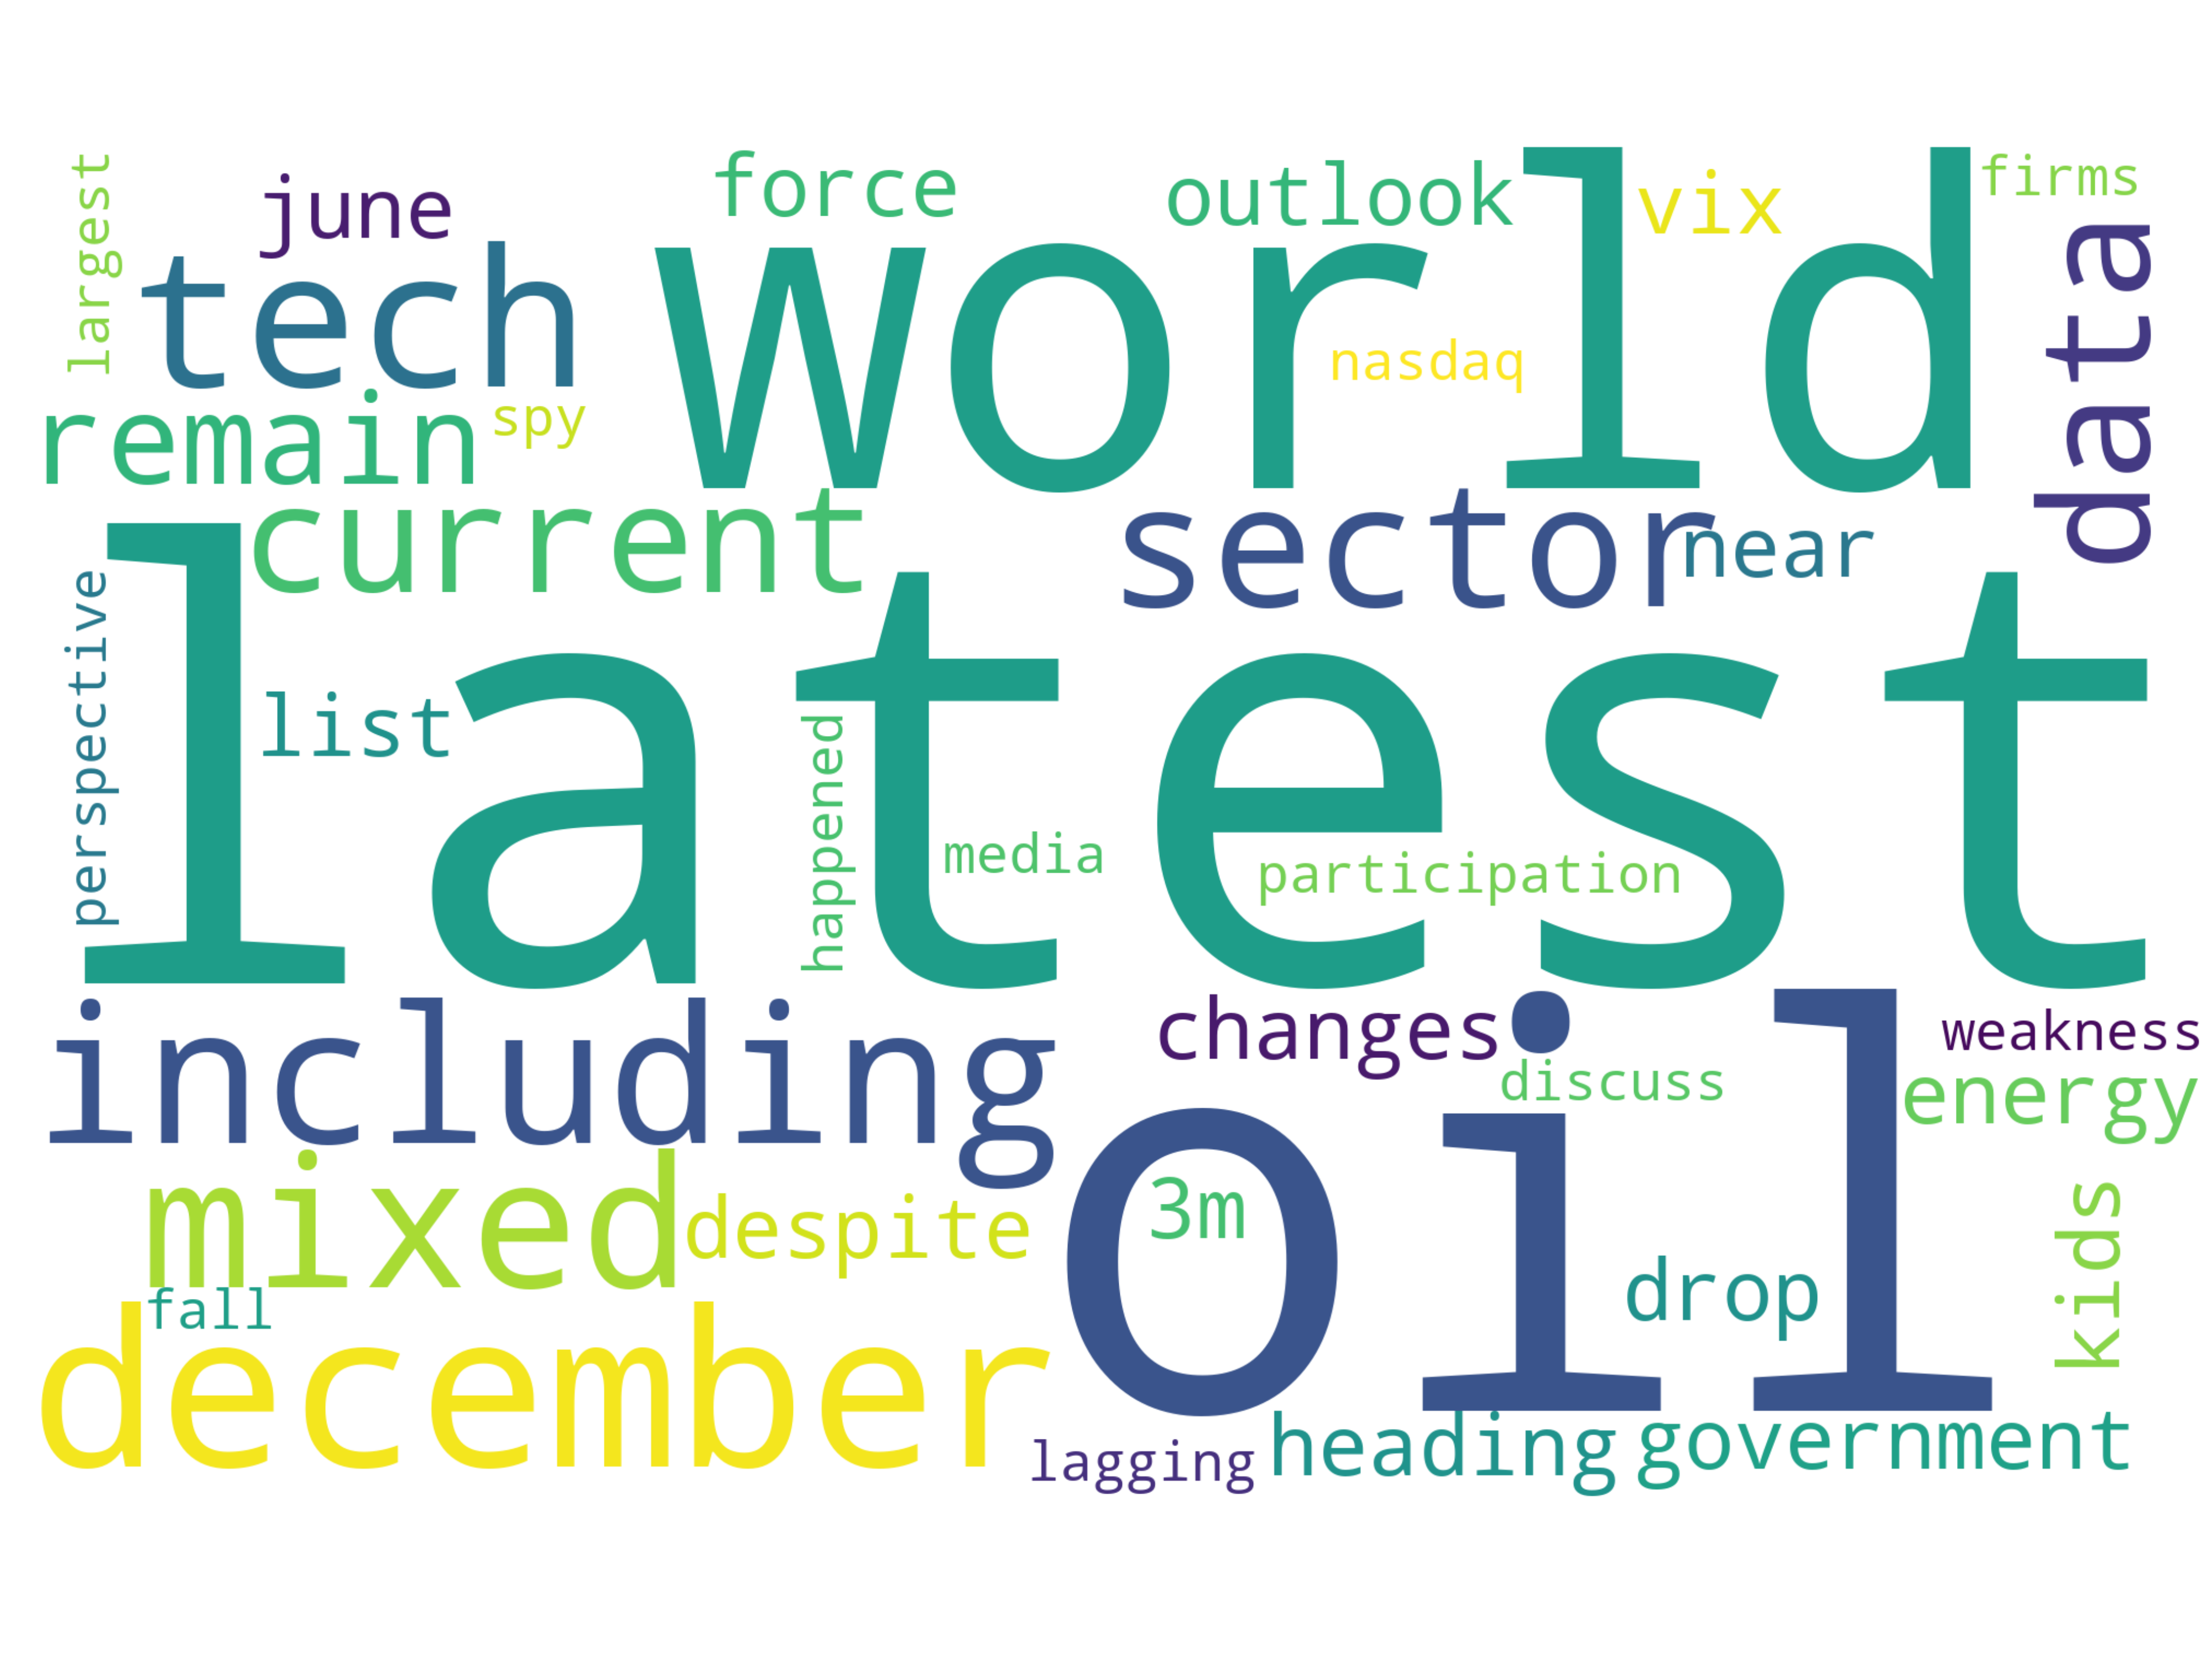 largest
june
force
outlook
vix
firms
tech
world
data
nasdaq
remain
spy
current
sector
near
perspective
latest
list
happened
media
participation
including
changes
weakness
oil
discuss
energy
mixed
despite
3m
kids
drop
fall
december
lagging
heading
government